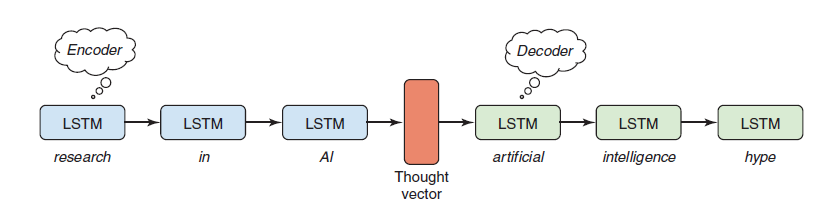 Encoder
Decoder
LSTM LSTM LSTM LSTM LSTM LSTM
research in AI artificial intelligence hype
Thought
vector